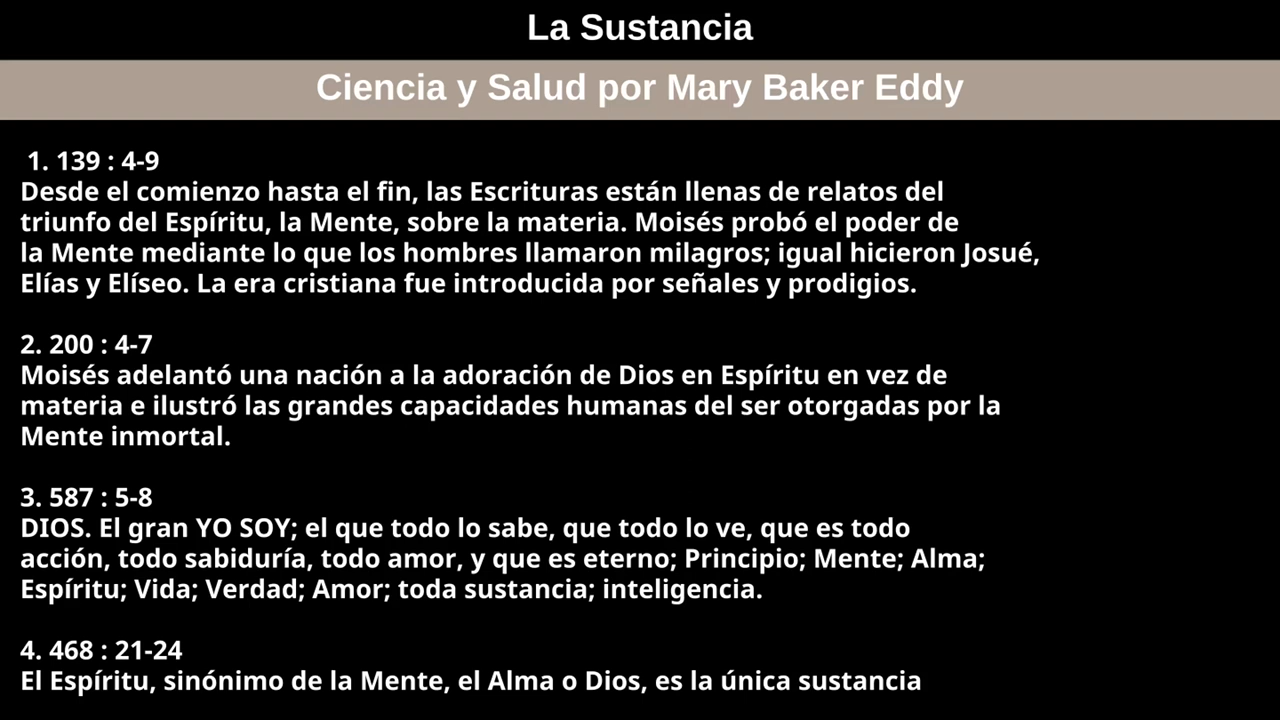 La Sustancia
Ciencia y Salud por Mary Baker Eddy
1. 139 : 4-9
Desde el comienzo hasta el fin, las Escrituras están llenas de relatos del
triunfo del Espíritu, la Mente, sobre la materia. Moisés probó el poder de
la Mente mediante lo que los hombres llamaron milagros; igual hicieron Josué,
Elías y Elíseo. La era cristiana fue introducida por señales y prodigios.
2. 200 : 4-7
Moisés adelantó una nación a la adoración de Dios en Espíritu en vez de
materia e ilustró las grandes capacidades humanas del ser otorgadas por la
Mente inmortal.
3. 587 : 5-8
DIOS. El gran YO SOY; el que todo lo sabe, que todo lo ve, que es todo
acción, todo sabiduría, todo amor, y que es eterno; Principio; Mente; Alma;
Espíritu; Vida; Verdad; Amor; toda sustancia; inteligencia.
4. 468 : 21-24
El Espíritu, sinónimo de la Mente, el Alma o Dios, es la única sustancia